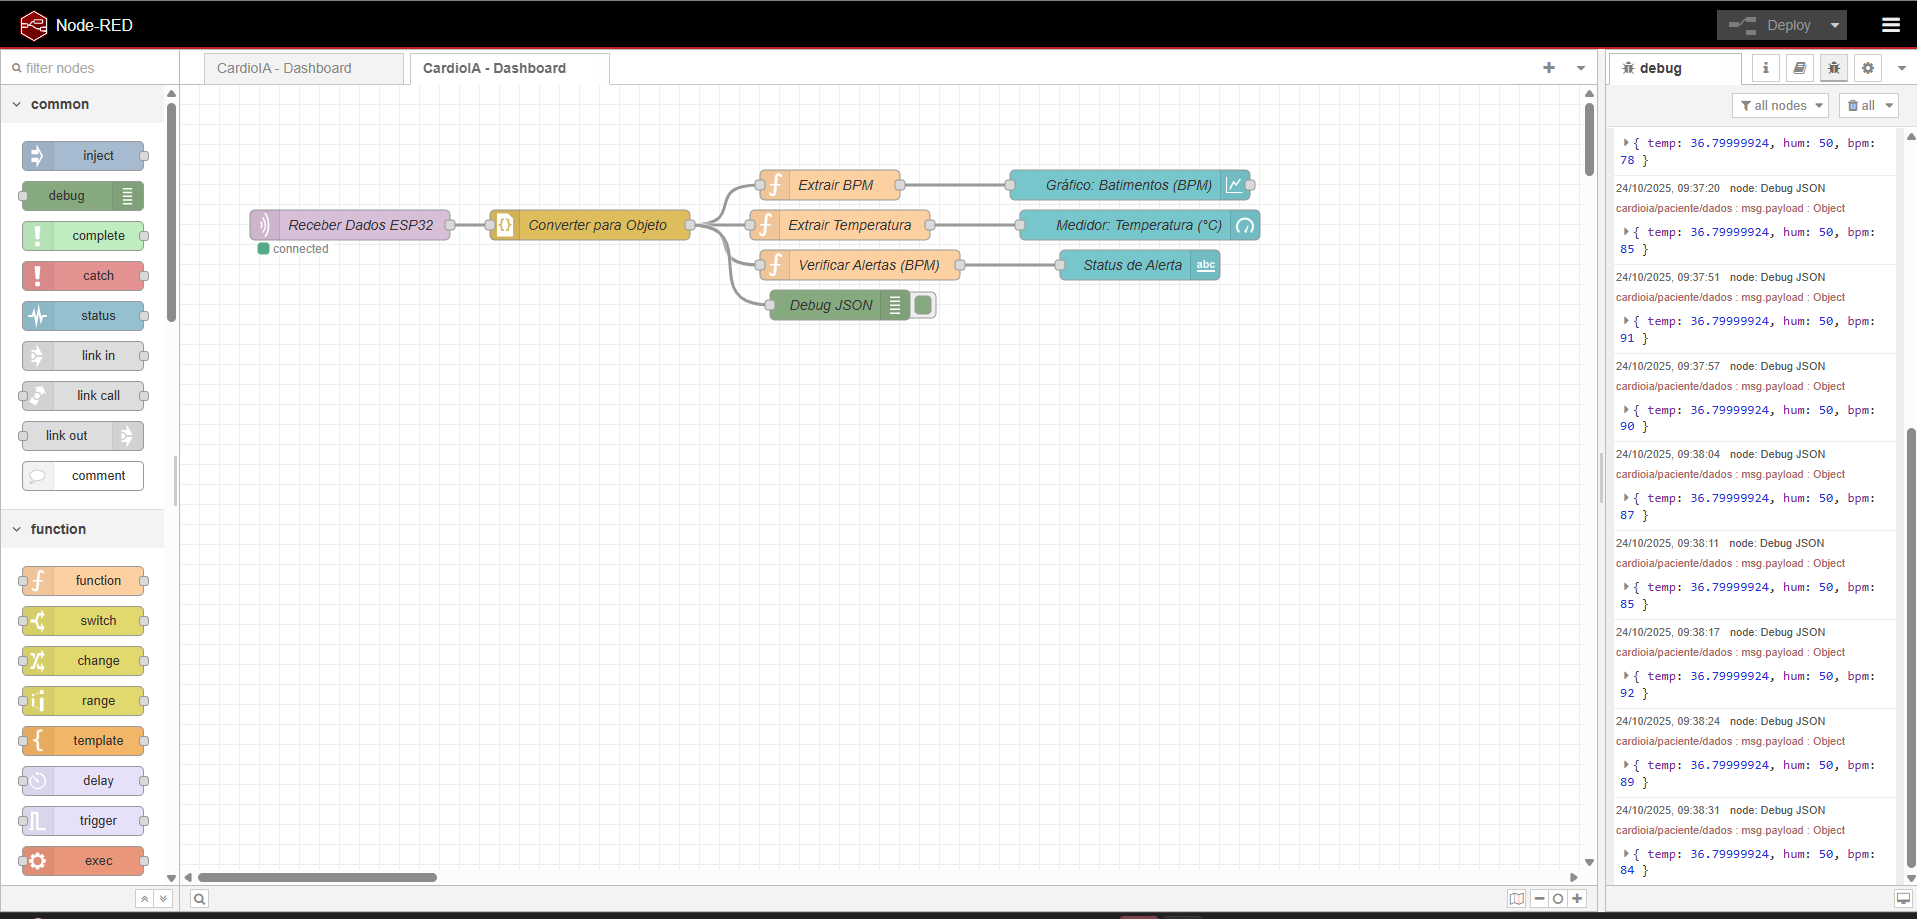 Node-RED
Deploy
filter nodes
CardioIA - Dashboard
CardioIA - Dashboard
debug
i
all nodes
all
common
inject
debug
complete
catch
status
link in
link call
link out
comment
function
function
switch
change
range
template
delay
trigger
exec
Receber Dados ESP32
connected
Converter para Objeto
Extrair BPM
Gráfico: Batimentos (BPM)
Extrair Temperatura
Medidor: Temperatura (°C)
Verificar Alertas (BPM)
Status de Alerta
abc
Debug JSON
{ temp: 36.79999924, hum: 50, bpm:
78 }
24/10/2025, 09:37:20 node: Debug JSON
cardioia/paciente/dados : msg.payload : Object
{ temp: 36.79999924, hum: 50, bpm:
85 }
24/10/2025, 09:37:51 node: Debug JSON
cardioia/paciente/dados : msg.payload : Object
{ temp: 36.79999924, hum: 50, bpm:
91 }
24/10/2025, 09:37:57 node: Debug JSON
cardioia/paciente/dados : msg.payload : Object
{ temp: 36.79999924, hum: 50, bpm:
90 }
24/10/2025, 09:38:04 node: Debug JSON
cardioia/paciente/dados : msg.payload : Object
{ temp: 36.79999924, hum: 50, bpm:
87 }
24/10/2025, 09:38:11 node: Debug JSON
cardioia/paciente/dados : msg.payload : Object
{ temp: 36.79999924, hum: 50, bpm:
85 }
24/10/2025, 09:38:17 node: Debug JSON
cardioia/paciente/dados : msg.payload : Object
{ temp: 36.79999924, hum: 50, bpm:
92 }
24/10/2025, 09:38:24 node: Debug JSON
cardioia/paciente/dados : msg.payload : Object
{ temp: 36.79999924, hum: 50, bpm:
89 }
24/10/2025, 09:38:31 node: Debug JSON
cardioia/paciente/dados : msg.payload : Object
{ temp: 36.79999924, hum: 50, bpm:
84 }